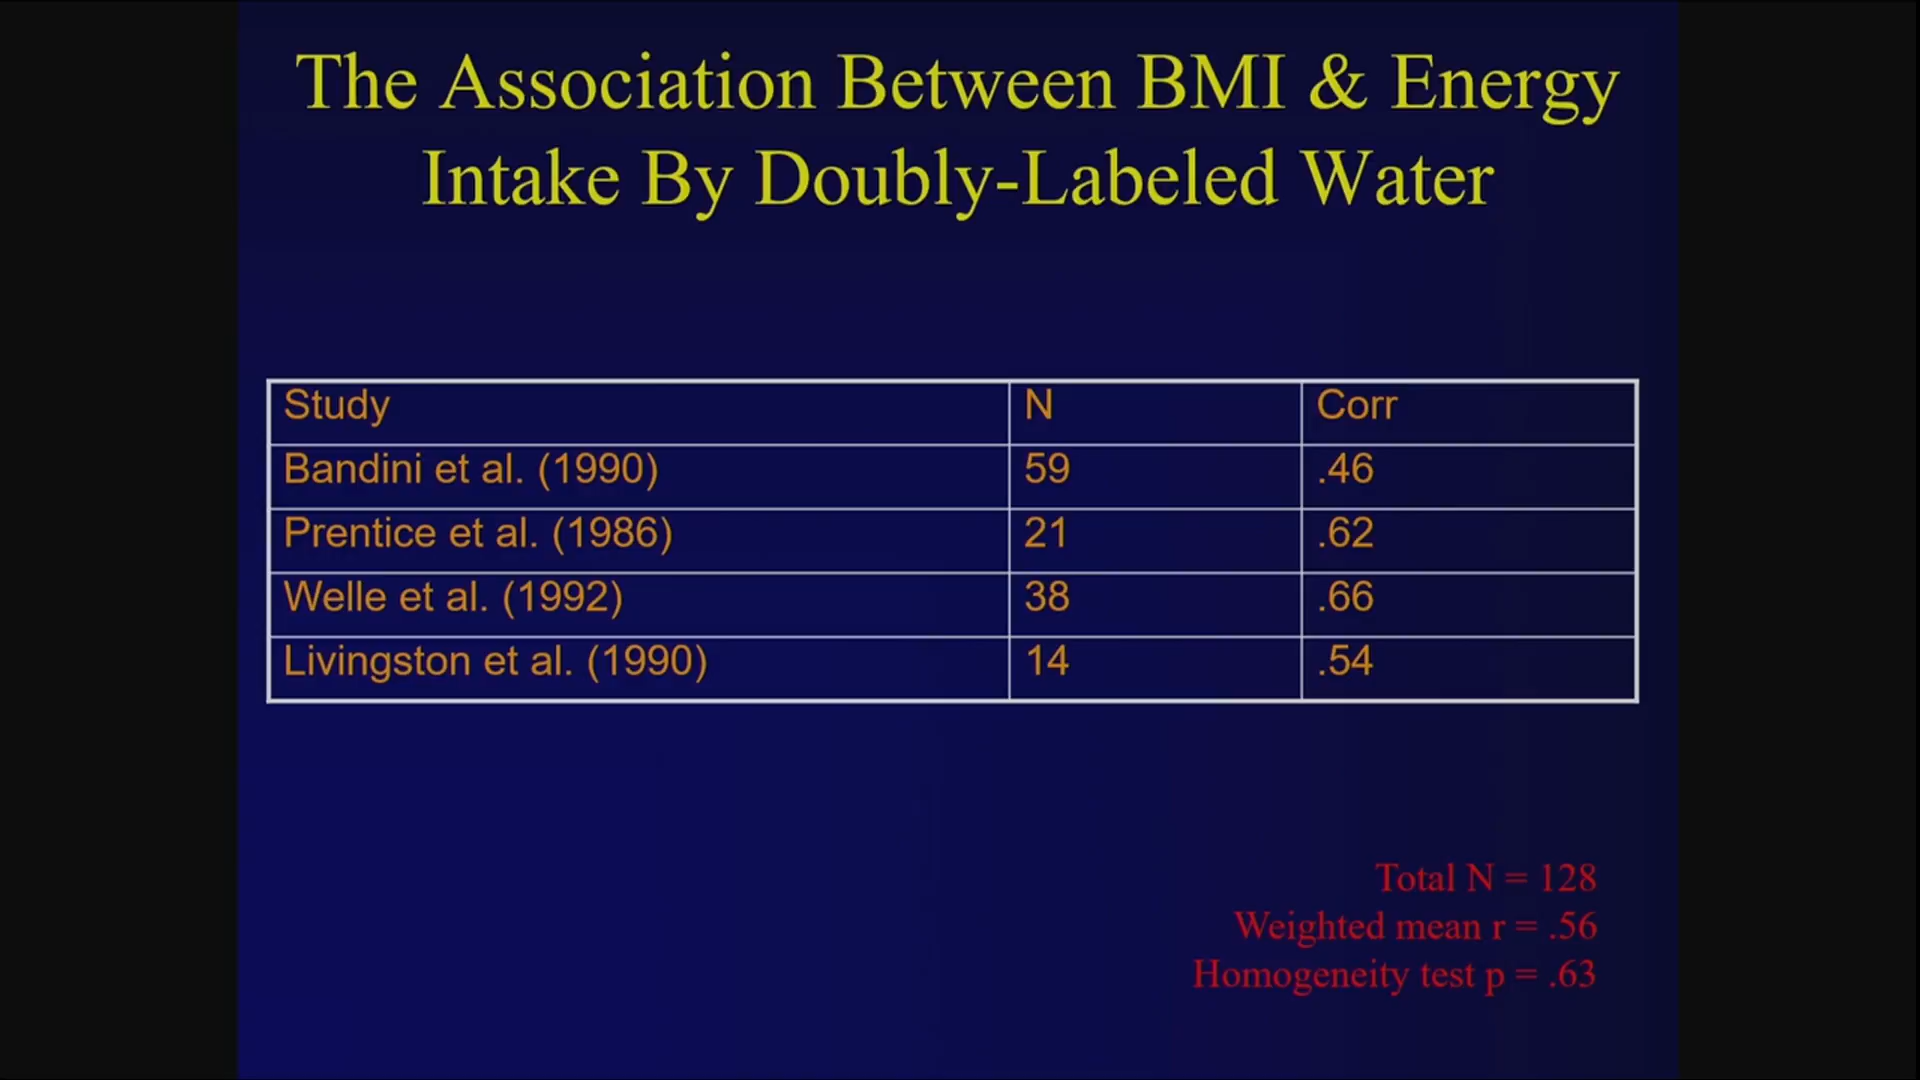 The Association Between BMI & Energy
Intake By Doubly-Labeled Water
Study N Corr
Bandini et al. (1990) 59 .46
Prentice et al. (1986) 21 .62
Welle et al. (1992) 38 .66
Livingston et al. (1990) 14 .54
Total N = 128
Weighted mean r = .56
Homogeneity test p = .63